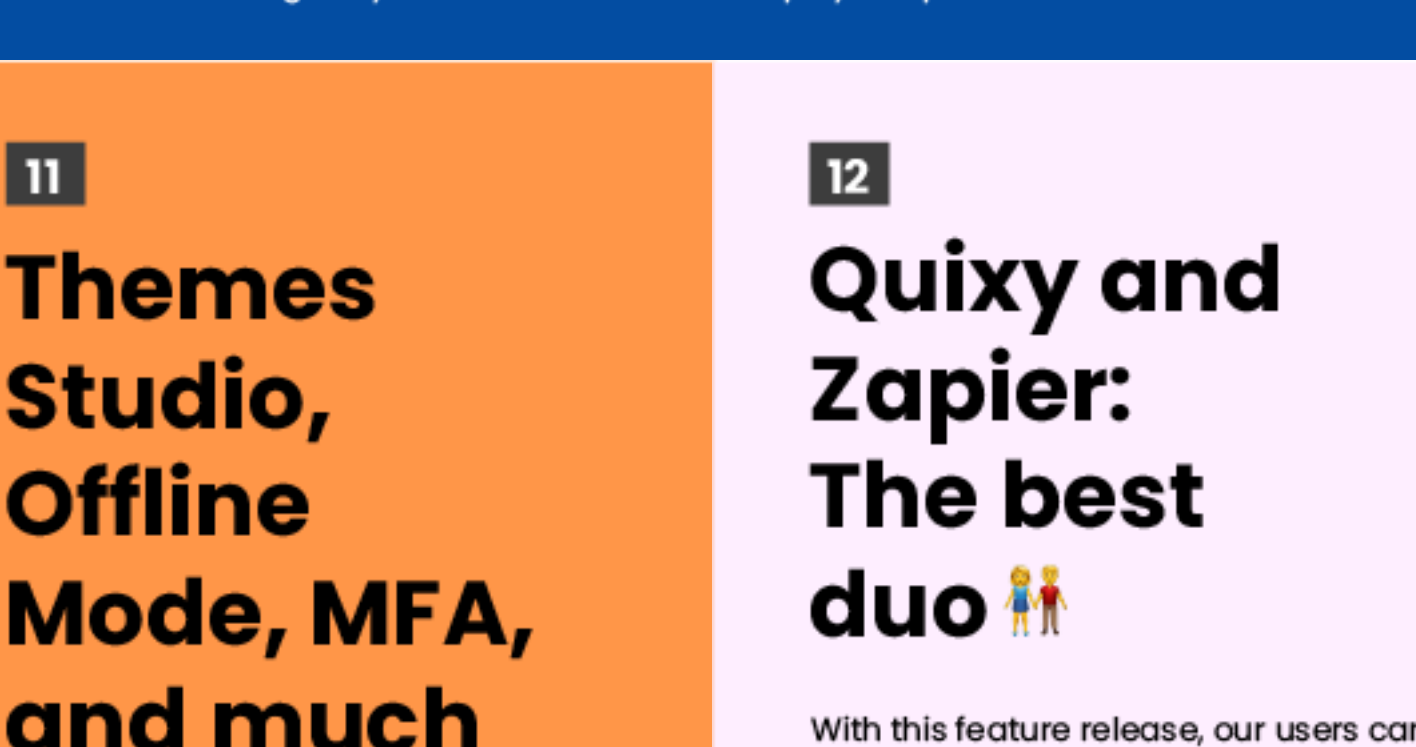 11
Themes
Studio,
Offline
Mode, MFA,
and much
12
Quixy and
Zapier:
The best
duo👫
With this feature release, our users can